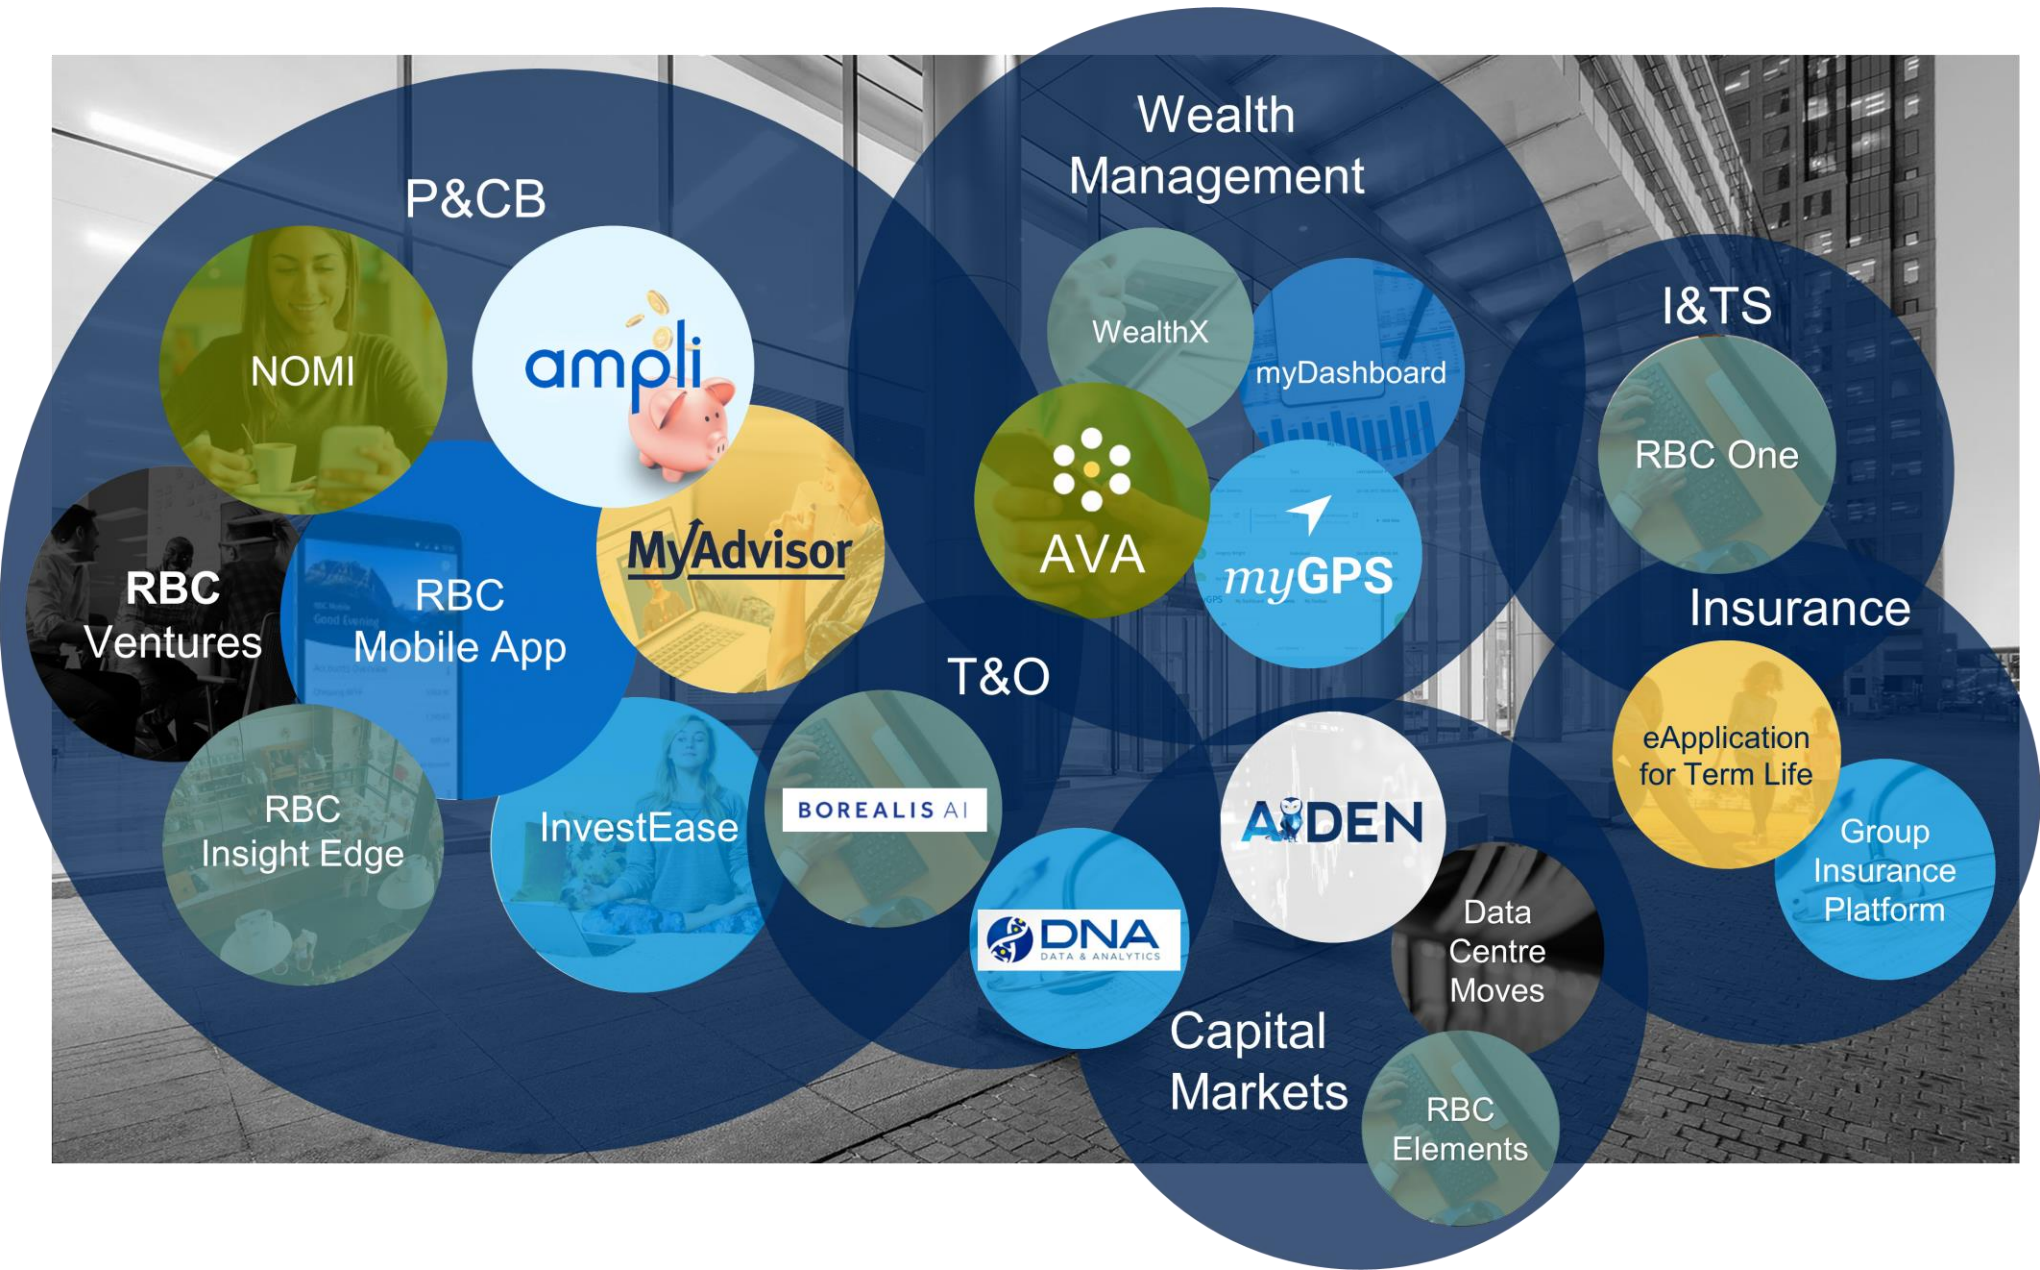 P&CB
NOMI
ampli
MyAdvisor
RBC
Ventures
RBC
Mobile App
RBC
Insight Edge
InvestEase
Wealth
Management
WealthX
myDashboard
AVA
myGPS
T&O
BOREALIS AI
DNA
DATA & ANALYTICS
I&TS
RBC One
Insurance
eApplication
for Term Life
Group
Insurance
Platform
AIDEN
Data
Centre
Moves
Capital
Markets
RBC
Elements
Good Evening